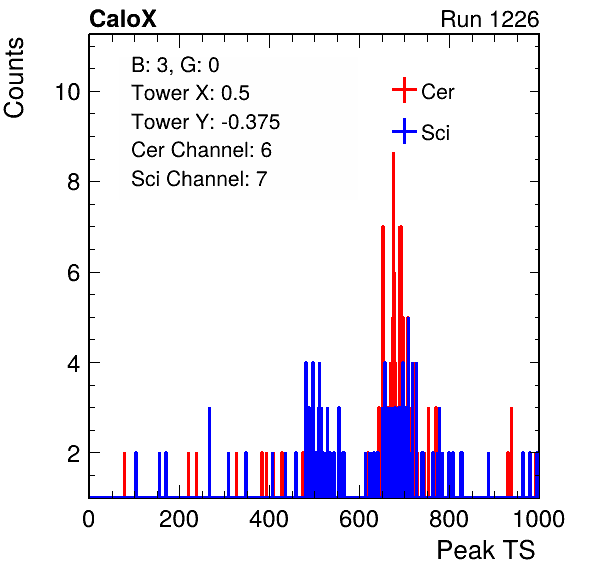 CaloX Run 1226
Counts
B: 3, G: 0
Tower X: 0.5
Tower Y: -0.375
Cer Channel: 6
Sci Channel: 7
Cer
Sci
10
8
6
4
2
0 200 400 600 800 1000
Peak TS